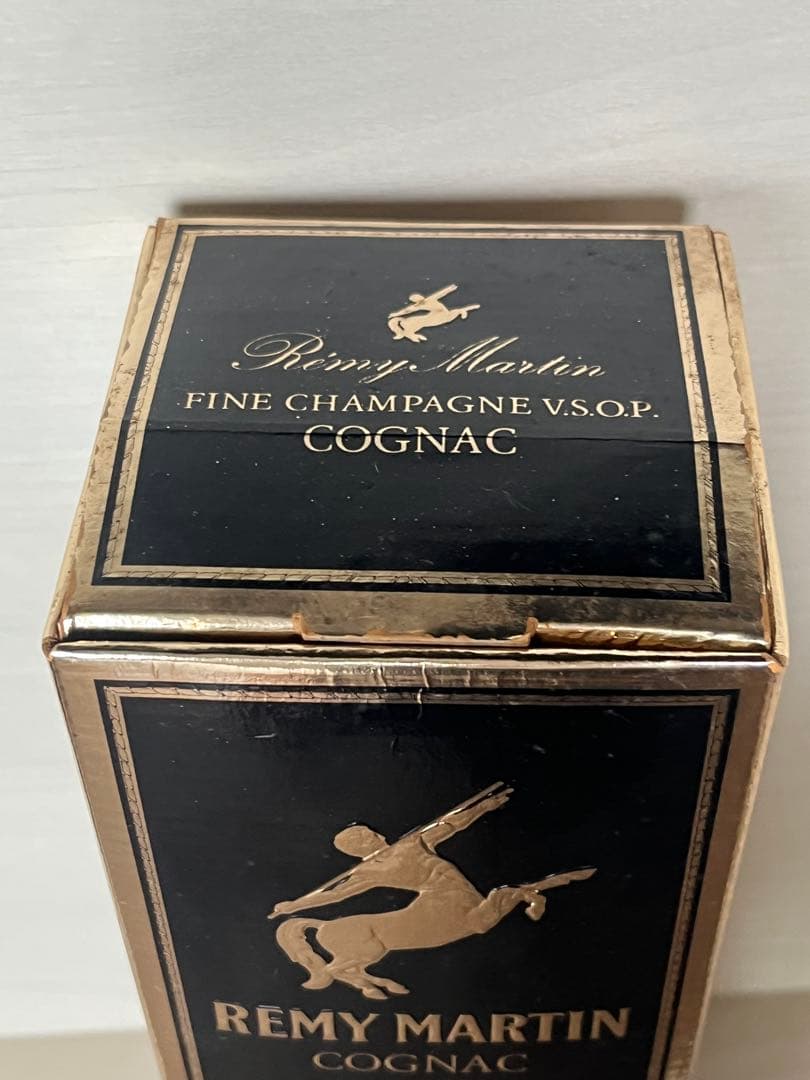 Rémy Martin
FINE CHAMPAGNE V.S.O.P.
COGNAC
RÉMY MARTIN
COGNAC